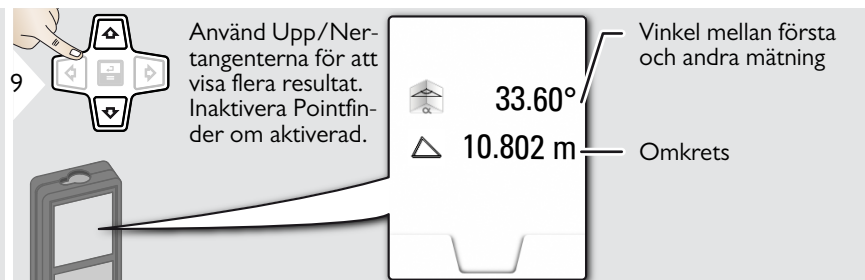 9
Använd Upp/Ner-
tangenterna för att
visa flera resultat.
Inaktivera Pointfin-
der om aktiverad.
α
33.60°
10.802 m
Vinkel mellan första
och andra mätning
Omkrets